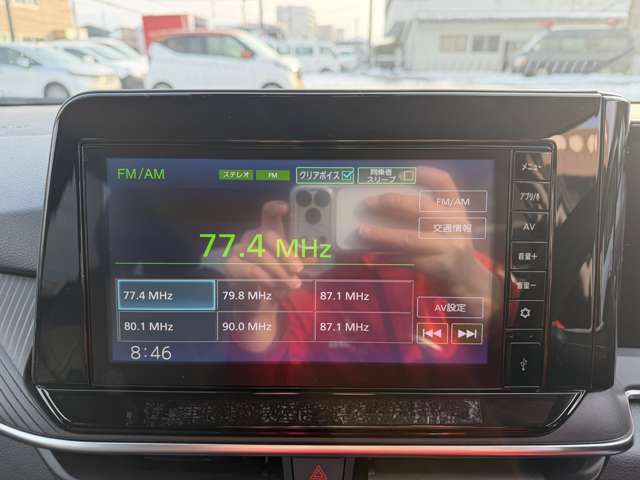 FM/AM ステレオ FM クリアボイス 同乗者スリープ
メニュー
アプリ/
FM/AM
AV
交通情報
77.4 MHz
音量+
77.4 MHz 79.8 MHz 87.1 MHz
音量-
AV設定
80.1 MHz 90.0 MHz 87.1 MHz
8:46